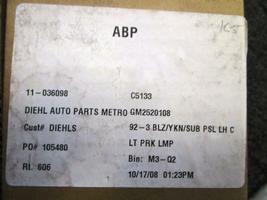 ABP
11-036098 C5133
DIEHL AUTO PARTS METRO GM2520108
Cust# DIEHLS 92-3 BLZ/YKN/SUB PSL LH C
PO# 105480 LT PRK LMP
Rt. 606 Bin: M3-Q2
10/17/08 01:23PM